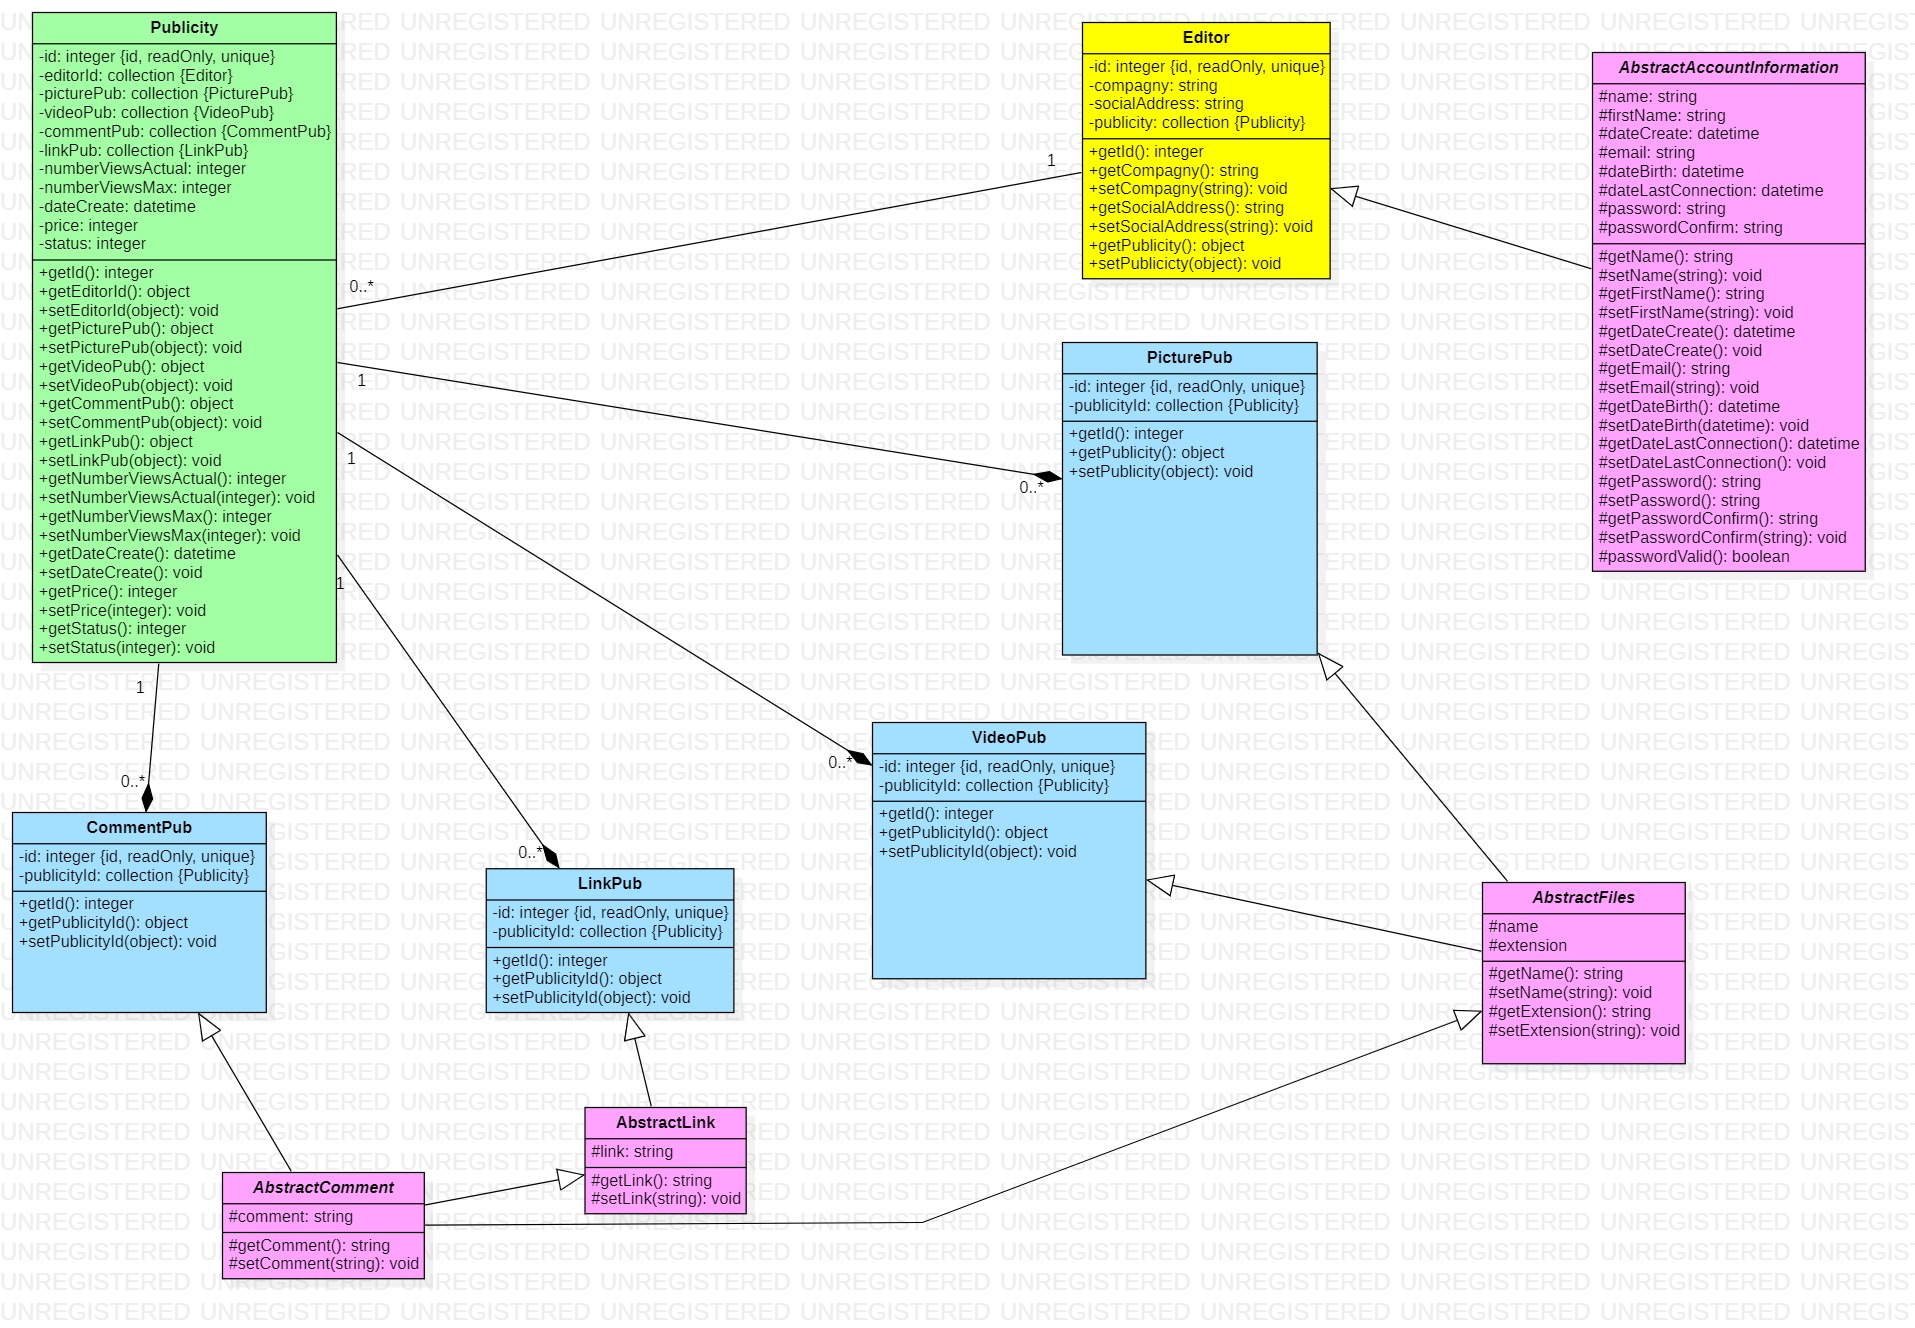 Publicity
-id: integer {id, readOnly, unique}
-editorId: collection {Editor}
-picturePub: collection {PicturePub}
-videoPub: collection {VideoPub}
-commentPub: collection {CommentPub}
-linkPub: collection {LinkPub}
-numberViewsActual: integer
-numberViewsMax: integer
-dateCreate: datetime
-price: integer
-status: integer
+getId(): integer
+getEditorId(): object
+setEditorId(object): void
+getPicturePub(): object
+setPicturePub(object): void
+getVideoPub(): object
+setVideoPub(object): void
+getCommentPub(): object
+setCommentPub(object): void
+getLinkPub(): object
+setLinkPub(object): void
+getNumberViewsActual(): integer
+setNumberViewsActual(integer): void
+getNumberViewsMax(): integer
+setNumberViewsMax(integer): void
+getDateCreate(): datetime
+setDateCreate(): void
+getPrice(): integer
+setPrice(integer): void
+getStatus(): integer
+setStatus(integer): void
Editor
-id: integer {id, readOnly, unique}
-compagny: string
-socialAddress: string
-publicity: collection {Publicity}
+getId(): integer
+getCompagny(): string
+setCompagny(string): void
+getSocialAddress(): string
+setSocialAddress(string): void
+getPublicity(): object
+setPublicicty(object): void
AbstractAccountInformation
#name: string
#firstName: string
#dateCreate: datetime
#email: string
#dateBirth: datetime
#dateLastConnection: datetime
#password: string
#passwordConfirm: string
#getName(): string
#setName(string): void
#getFirstName(): string
#setFirstName(string): void
#getDateCreate(): datetime
#setDateCreate(): void
#getEmail(): string
#setEmail(string): void
#getDateBirth(): datetime
#setDateBirth(datetime): void
#getDateLastConnection(): datetime
#setDateLastConnection(): void
#getPassword(): string
#setPassword(): string
#getPasswordConfirm(): string
#setPasswordConfirm(string): void
#passwordValid(): boolean
1
0..*
1
0..*
1
0..*
1
0..*
1
0..*
PicturePub
-id: integer {id, readOnly, unique}
-publicityId: collection {Publicity}
+getId(): integer
+getPublicity(): object
+setPublicity(object): void
VideoPub
-id: integer {id, readOnly, unique}
-publicityId: collection {Publicity}
+getId(): integer
+getPublicityId(): object
+setPublicityId(object): void
CommentPub
-id: integer {id, readOnly, unique}
-publicityId: collection {Publicity}
+getId(): integer
+getPublicityId(): object
+setPublicityId(object): void
LinkPub
-id: integer {id, readOnly, unique}
-publicityId: collection {Publicity}
+getId(): integer
+getPublicityId(): object
+setPublicityId(object): void
AbstractFiles
#name
#extension
#getName(): string
#setName(string): void
#getExtension(): string
#setExtension(string): void
AbstractLink
#link: string
#getLink(): string
#setLink(string): void
AbstractComment
#comment: string
#getComment(): string
#setComment(string): void
UNREGISTERED